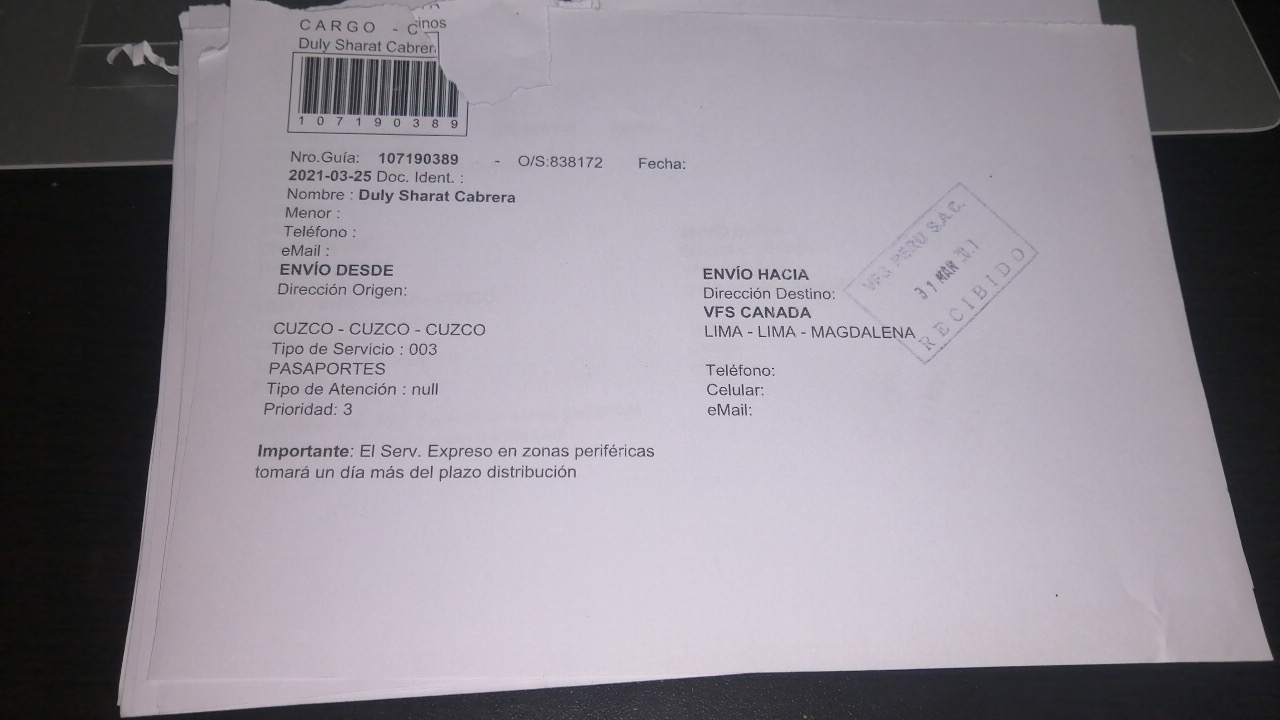 CARGO - C
inos
Duly Sharat Cabrer
107190389
Nro.Guía: 107190389 - O/S:838172 Fecha:
2021-03-25 Doc. Ident. :
Nombre : Duly Sharat Cabrera
Menor :
Teléfono :
eMail :
ENVÍO DESDE
Dirección Origen:
CUZCO - CUZCO - CUZCO
Tipo de Servicio : 003
PASAPORTES
Tipo de Atención : null
Prioridad: 3
ENVÍO HACIA
Dirección Destino:
VFS CANADA
LIMA - LIMA - MAGDALENA
Teléfono:
Celular:
eMail:
VFS PERU S.A.C.
31 MAR 2021
RECIBIDO
Importante: El Serv. Expreso en zonas periféricas
tomará un día más del plazo distribución